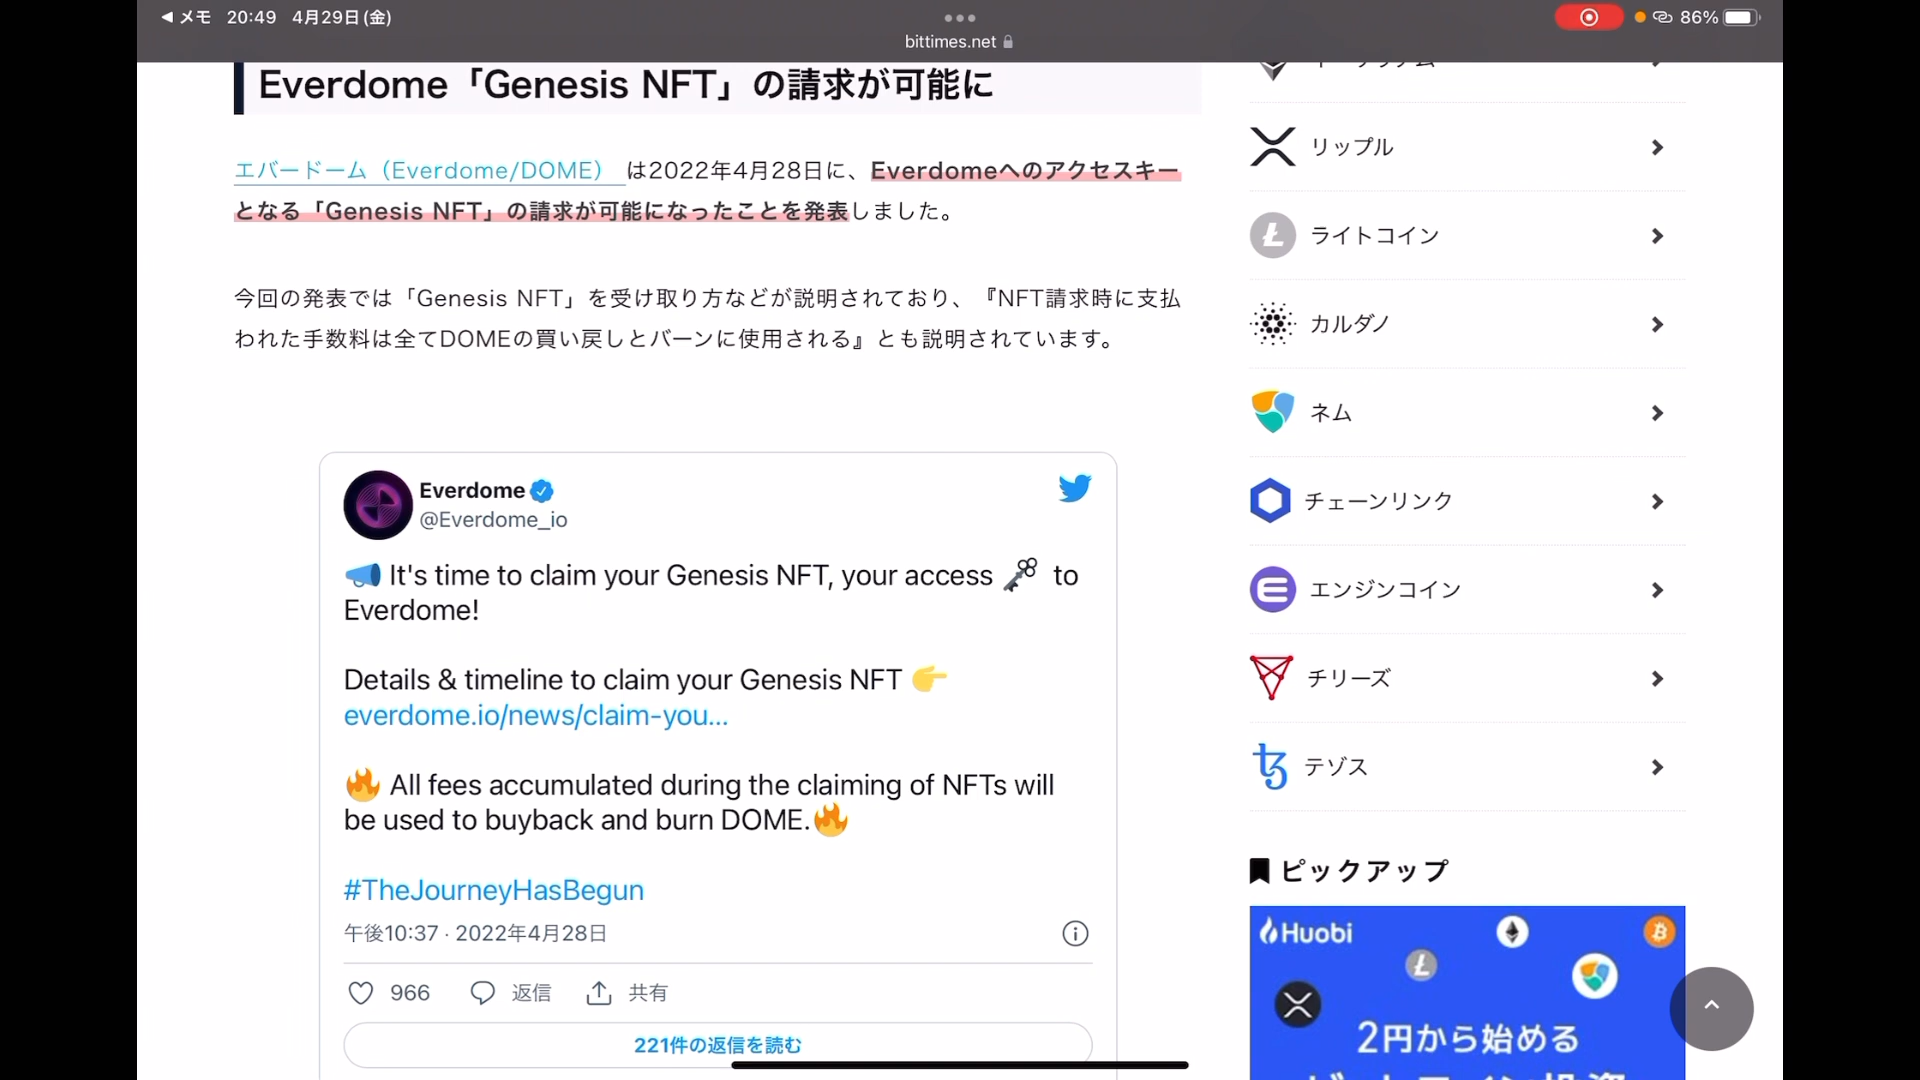 ◀メモ 20:49 4月29日(金)
86%
bittimes.net
Everdome「Genesis NFT」の請求が可能に
エバードーム（Everdome/DOME）は2022年4月28日に、Everdomeへのアクセスキー
となる「Genesis NFT」の請求が可能になったことを発表しました。
今回の発表では「Genesis NFT」を受け取り方などが説明されており、『NFT請求時に支払
われた手数料は全てDOMEの買い戻しとバーンに使用される』とも説明されています。
Everdome
@Everdome_io
It's time to claim your Genesis NFT, your access to
Everdome!
Details & timeline to claim your Genesis NFT
everdome.io/news/claim-you...
All fees accumulated during the claiming of NFTs will
be used to buyback and burn DOME.
#TheJourneyHasBegun
午後10:37 · 2022年4月28日
966 返信 共有
221件の返信を読む
リップル
ライトコイン
カルダノ
ネム
チェーンリンク
エンジンコイン
チリーズ
テゾス
ピックアップ
Huobi
2円から始める